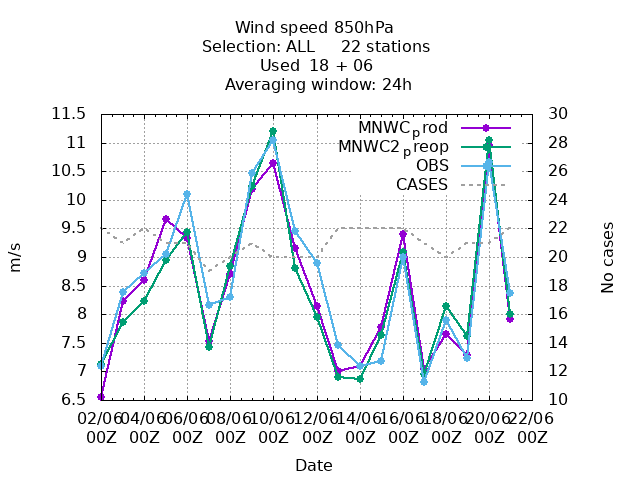 Wind speed 850hPa
Selection: ALL 22 stations
Used 18 + 06
Averaging window: 24h
MNWCprod
MNWC2preop
OBS
CASES
11.5
11
10.5
10
9.5
9
8.5
8
7.5
7
6.5
m/s
30
28
26
24
22
20
18
16
14
12
10
No cases
02/06 04/06 06/06 08/06 10/06 12/06 14/06 16/06 18/06 20/06 22/06
00Z 00Z 00Z 00Z 00Z 00Z 00Z 00Z 00Z 00Z 00Z
Date